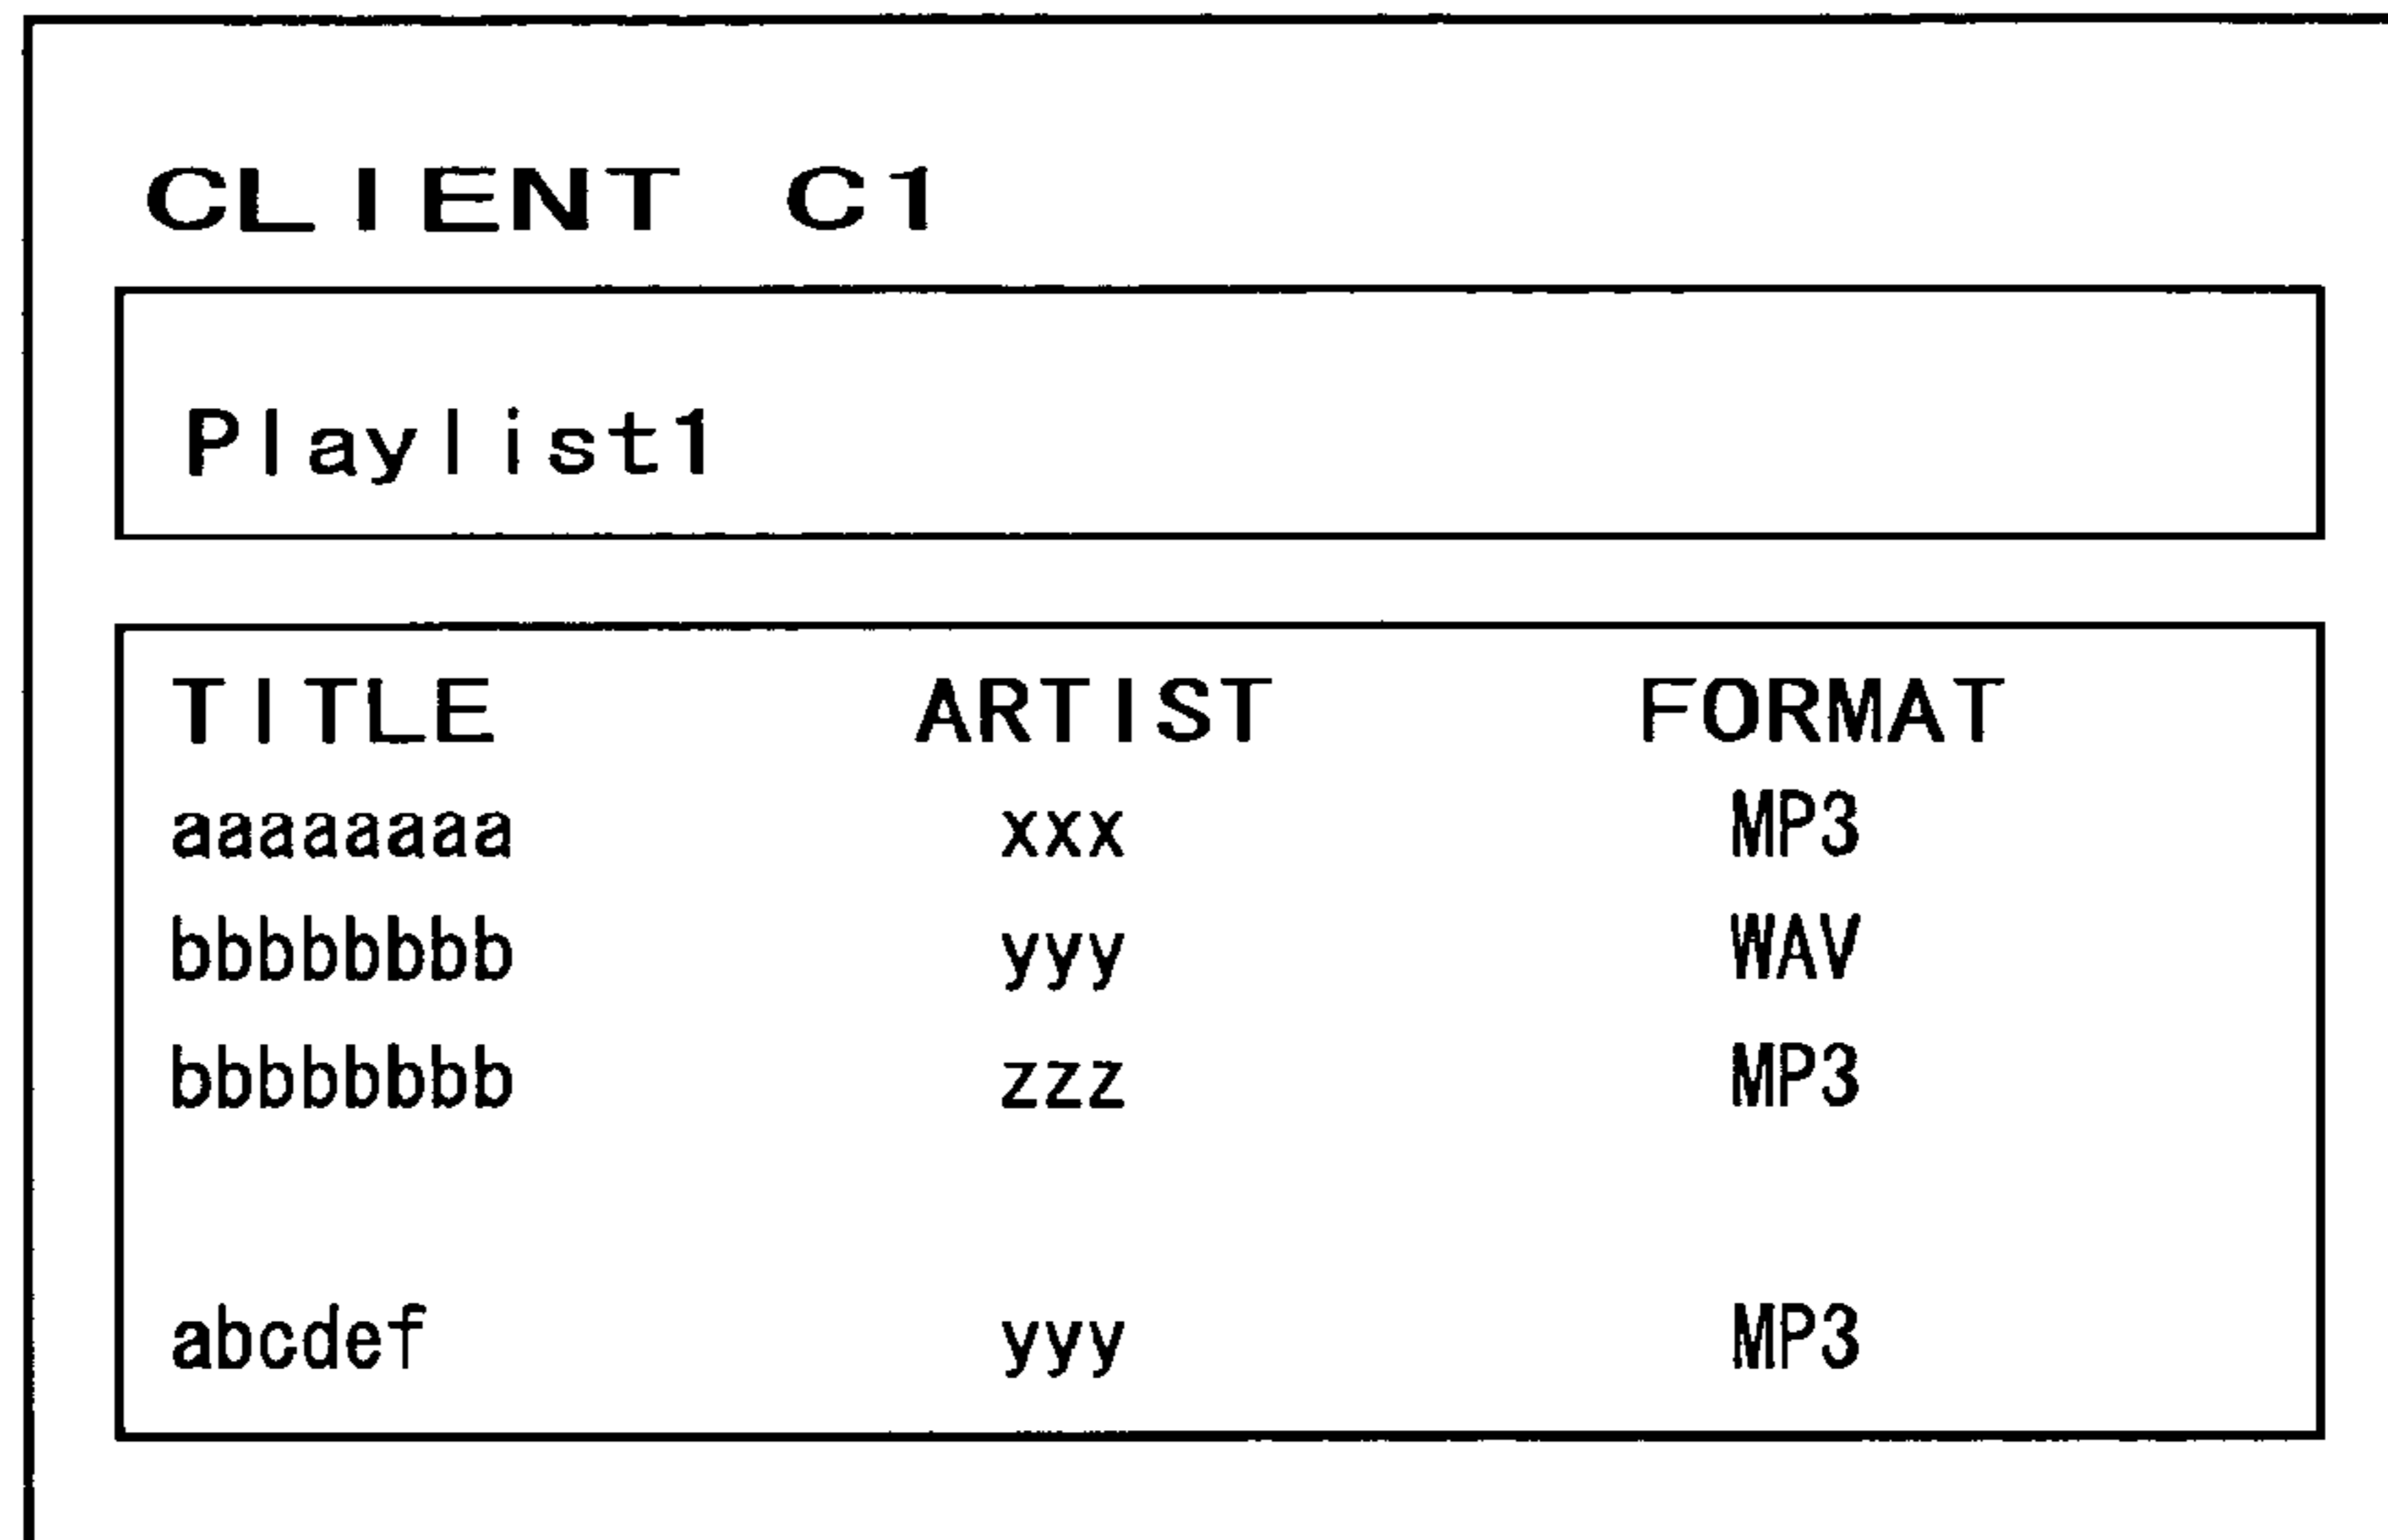 CLIENT C1
Playlist1
TITLE ARTIST FORMAT
aaaaaaaa xxx MP3
bbbbbbbb yyy WAV
bbbbbbbb zzz MP3
abcdef yyy MP3